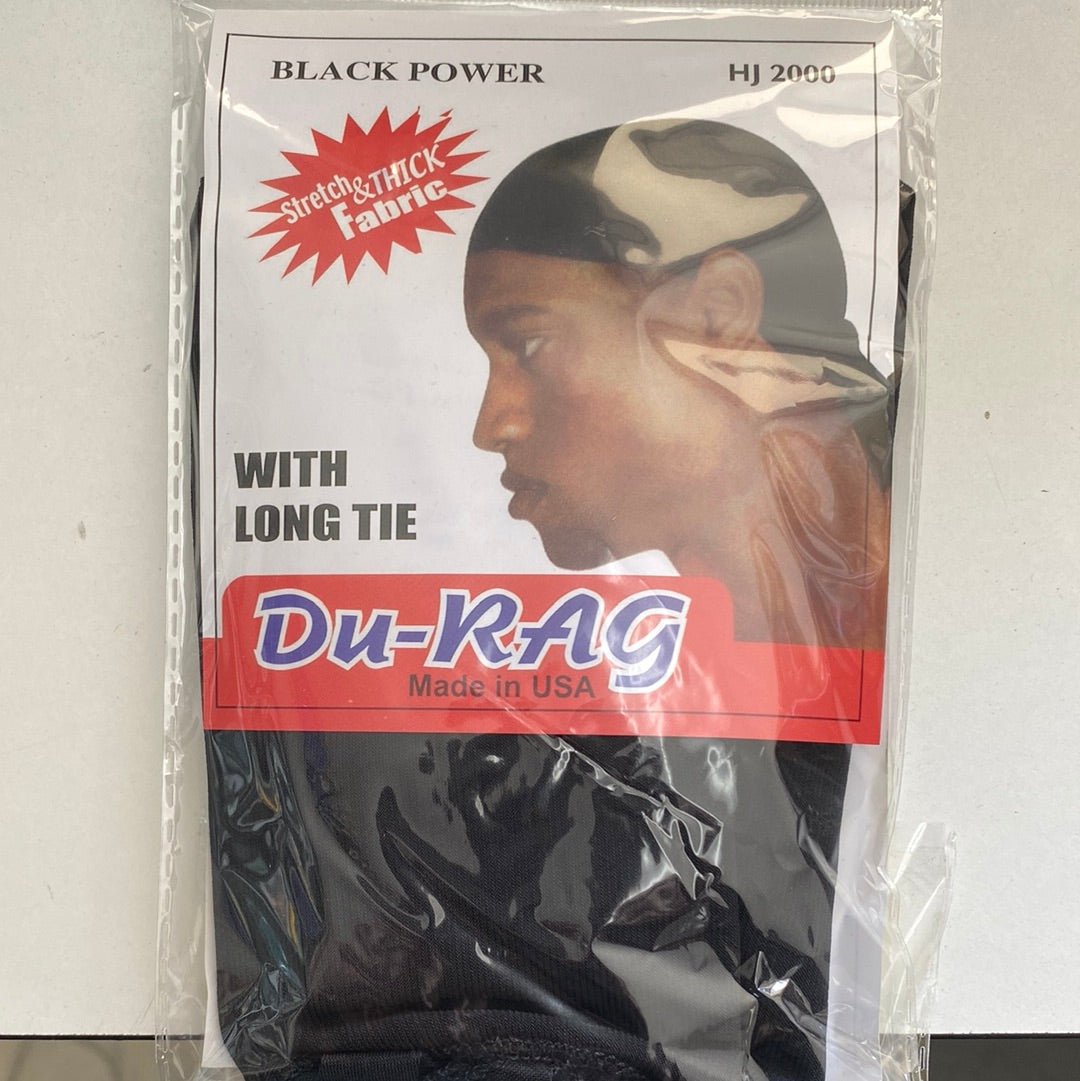 BLACK POWER
HJ 2000
Stretch & THICK
Fabric
WITH
LONG TIE
Du-RAG
Made in USA